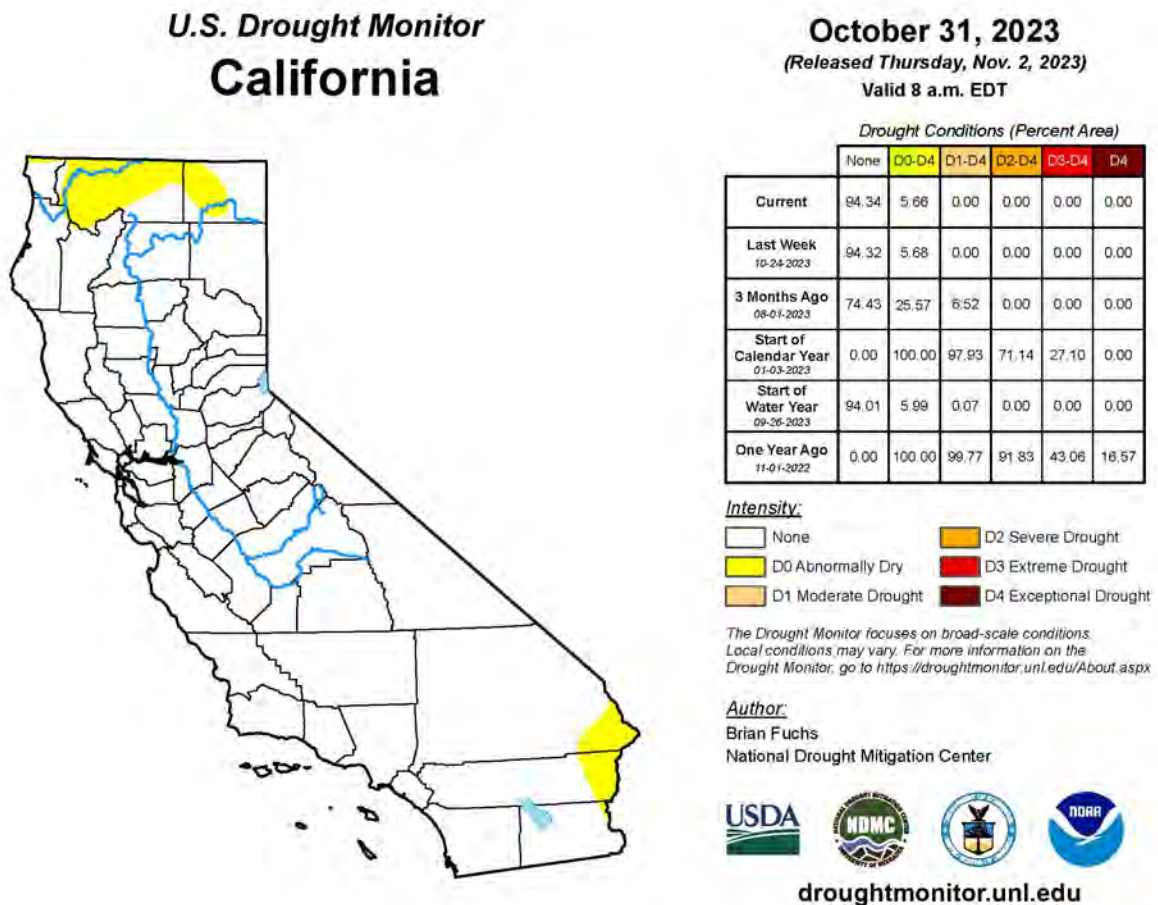 U.S. Drought Monitor
California
October 31, 2023
(Released Thursday, Nov. 2, 2023)
Valid 8 a.m. EDT
Drought Conditions (Percent Area)
None D0-D4 D1-D4 D2-D4 D3-D4 D4
Current 94.34 5.66 0.00 0.00 0.00 0.00
Last Week
10-24-2023 94.32 5.68 0.00 0.00 0.00 0.00
3 Months Ago
08-01-2023 74.43 25.57 6.52 0.00 0.00 0.00
Start of
Calendar Year
01-03-2023 0.00 100.00 97.93 71.14 27.10 0.00
Start of
Water Year
09-26-2023 94.01 5.99 0.07 0.00 0.00 0.00
One Year Ago
11-01-2022 0.00 100.00 99.77 91.83 43.06 16.57
Intensity:
None
D0 Abnormally Dry
D1 Moderate Drought
D2 Severe Drought
D3 Extreme Drought
D4 Exceptional Drought
The Drought Monitor focuses on broad-scale conditions.
Local conditions may vary. For more information on the
Drought Monitor, go to https://droughtmonitor.unl.edu/About.aspx
Author:
Brian Fuchs
National Drought Mitigation Center
USDA
NDMC
NOAA
droughtmonitor.unl.edu